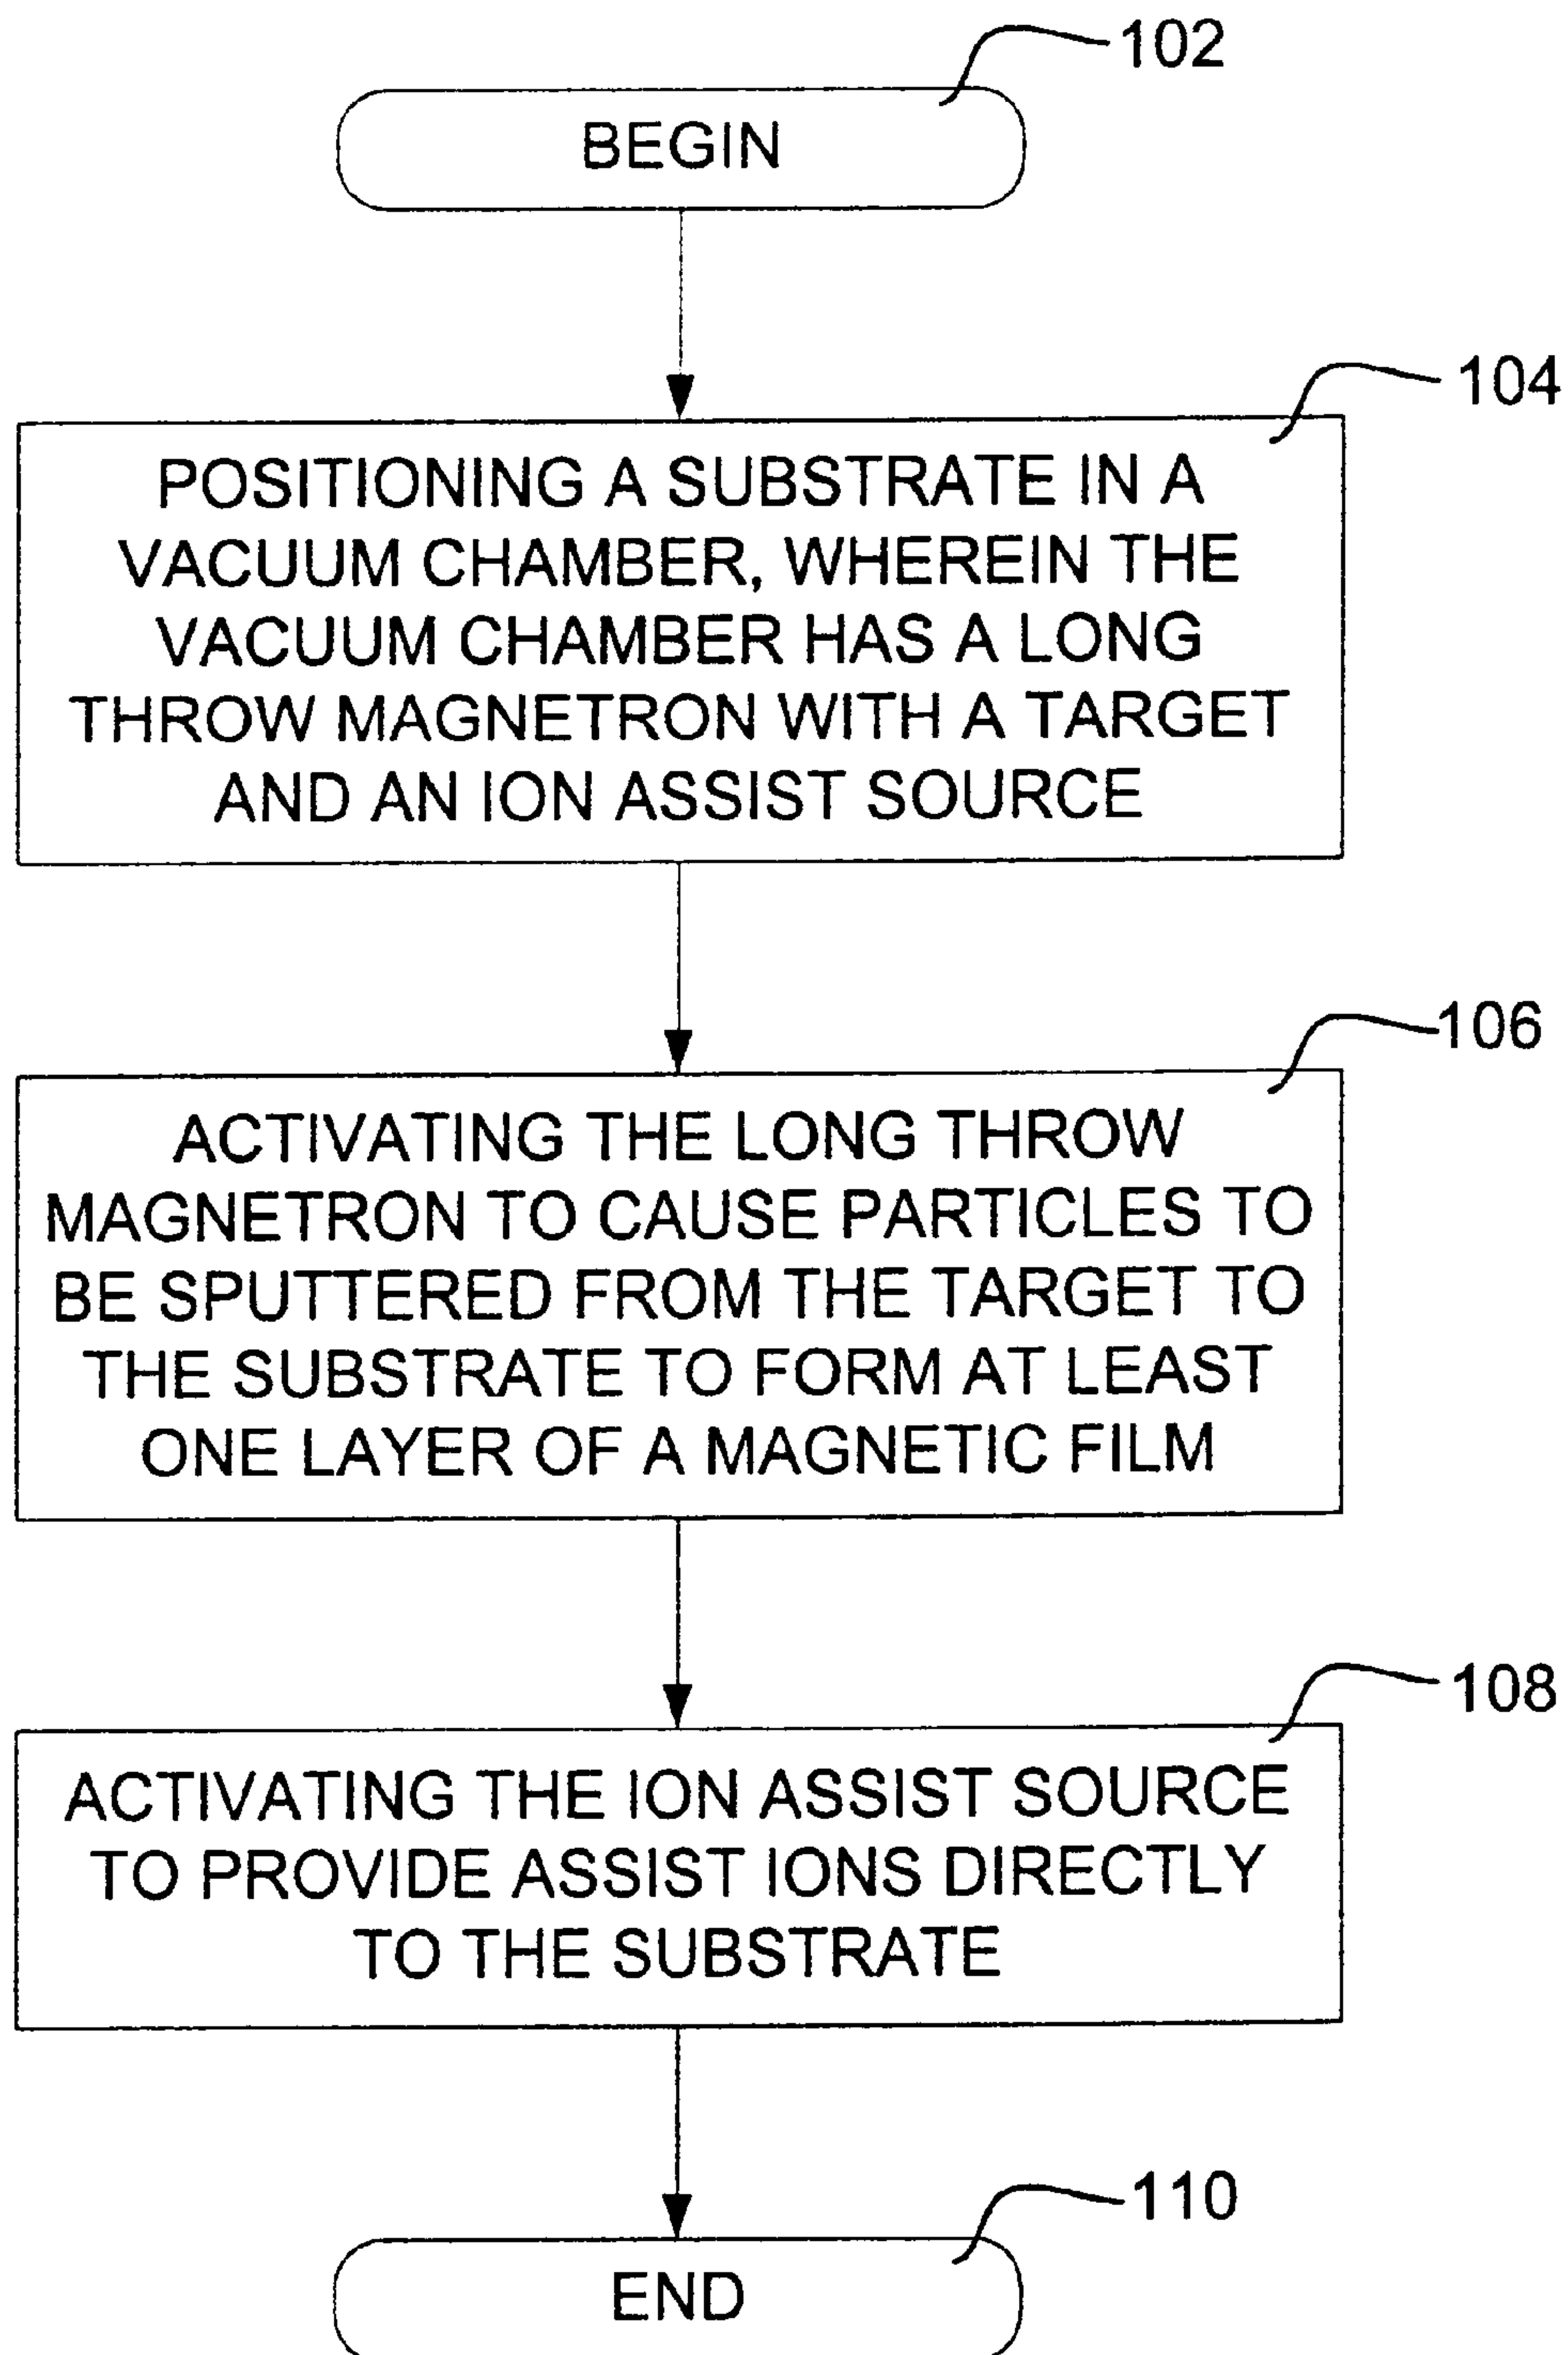 102
BEGIN
104
POSITIONING A SUBSTRATE IN A
VACUUM CHAMBER, WHEREIN THE
VACUUM CHAMBER HAS A LONG
THROW MAGNETRON WITH A TARGET
AND AN ION ASSIST SOURCE
106
ACTIVATING THE LONG THROW
MAGNETRON TO CAUSE PARTICLES TO
BE SPUTTERED FROM THE TARGET TO
THE SUBSTRATE TO FORM AT LEAST
ONE LAYER OF A MAGNETIC FILM
108
ACTIVATING THE ION ASSIST SOURCE
TO PROVIDE ASSIST IONS DIRECTLY
TO THE SUBSTRATE
110
END